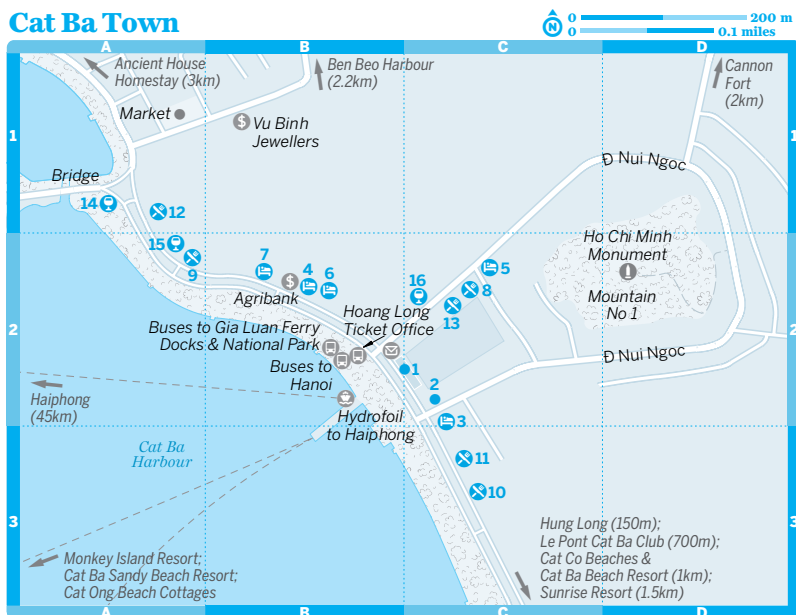 Cat Ba Town
N
0 200 m
0 0.1 miles
A B C D
Ancient House
Homestay (3km)
Ben Beo Harbour
(2.2km)
Cannon
Fort
(2km)
Market
$ Vu Binh
Jewellers
1 1
Đ Nui Ngoc
Bridge
14
12
15
9
7
$
4
6
Agribank
16
5
8
13
Ho Chi Minh
Monument
Mountain
No 1
2 2
Hoang Long
Ticket Office
Buses to Gia Luan Ferry
Docks & National Park
Buses to
Hanoi
Đ Nui Ngoc
1
2
Haiphong
(45km)
Hydrofoil
to Haiphong
3
Cat Ba
Harbour
11
10
3 3
Hung Long (150m);
Le Pont Cat Ba Club (700m);
Cat Co Beaches &
Cat Ba Beach Resort (1km);
Sunrise Resort (1.5km)
Monkey Island Resort;
Cat Ba Sandy Beach Resort;
Cat Ong Beach Cottages
A B C D